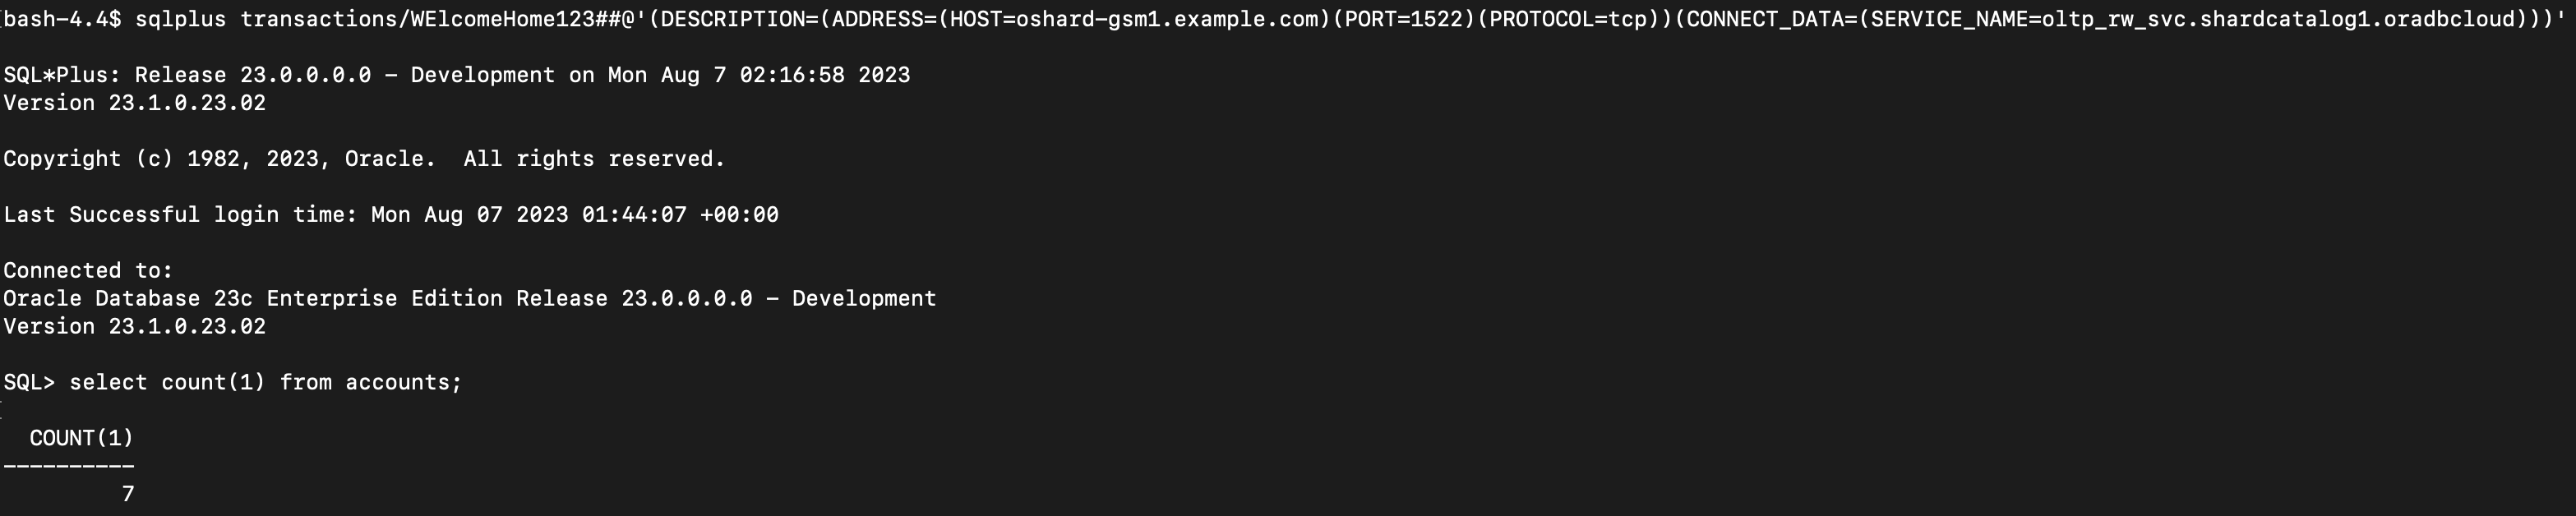 bash-4.4$ sqlplus transactions/WElcomeHome123##@'(DESCRIPTION=(ADDRESS=(HOST=oshard-gsm1.example.com)(PORT=1522)(PROTOCOL=tcp))(CONNECT_DATA=(SERVICE_NAME=oltp_rw_svc.shardcatalog1.oradbcloud)))'
SQL*Plus: Release 23.0.0.0.0 – Development on Mon Aug 7 02:16:58 2023
Version 23.1.0.23.02
Copyright (c) 1982, 2023, Oracle.  All rights reserved.
Last Successful login time: Mon Aug 07 2023 01:44:07 +00:00
Connected to:
Oracle Database 23c Enterprise Edition Release 23.0.0.0.0 – Development
Version 23.1.0.23.02
SQL> select count(1) from accounts;
COUNT(1)
----------
7